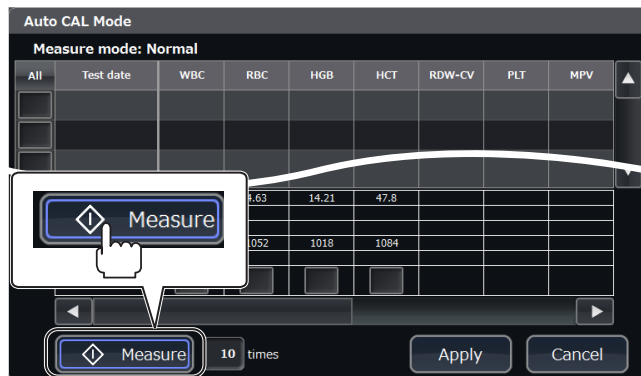 Auto CAL Mode
Measure mode: Normal
All Test date WBC RBC HGB HCT RDW-CV PLT MPV
4.63 14.21 47.8
Measure
1052 1018 1084
Measure 10 times Apply Cancel